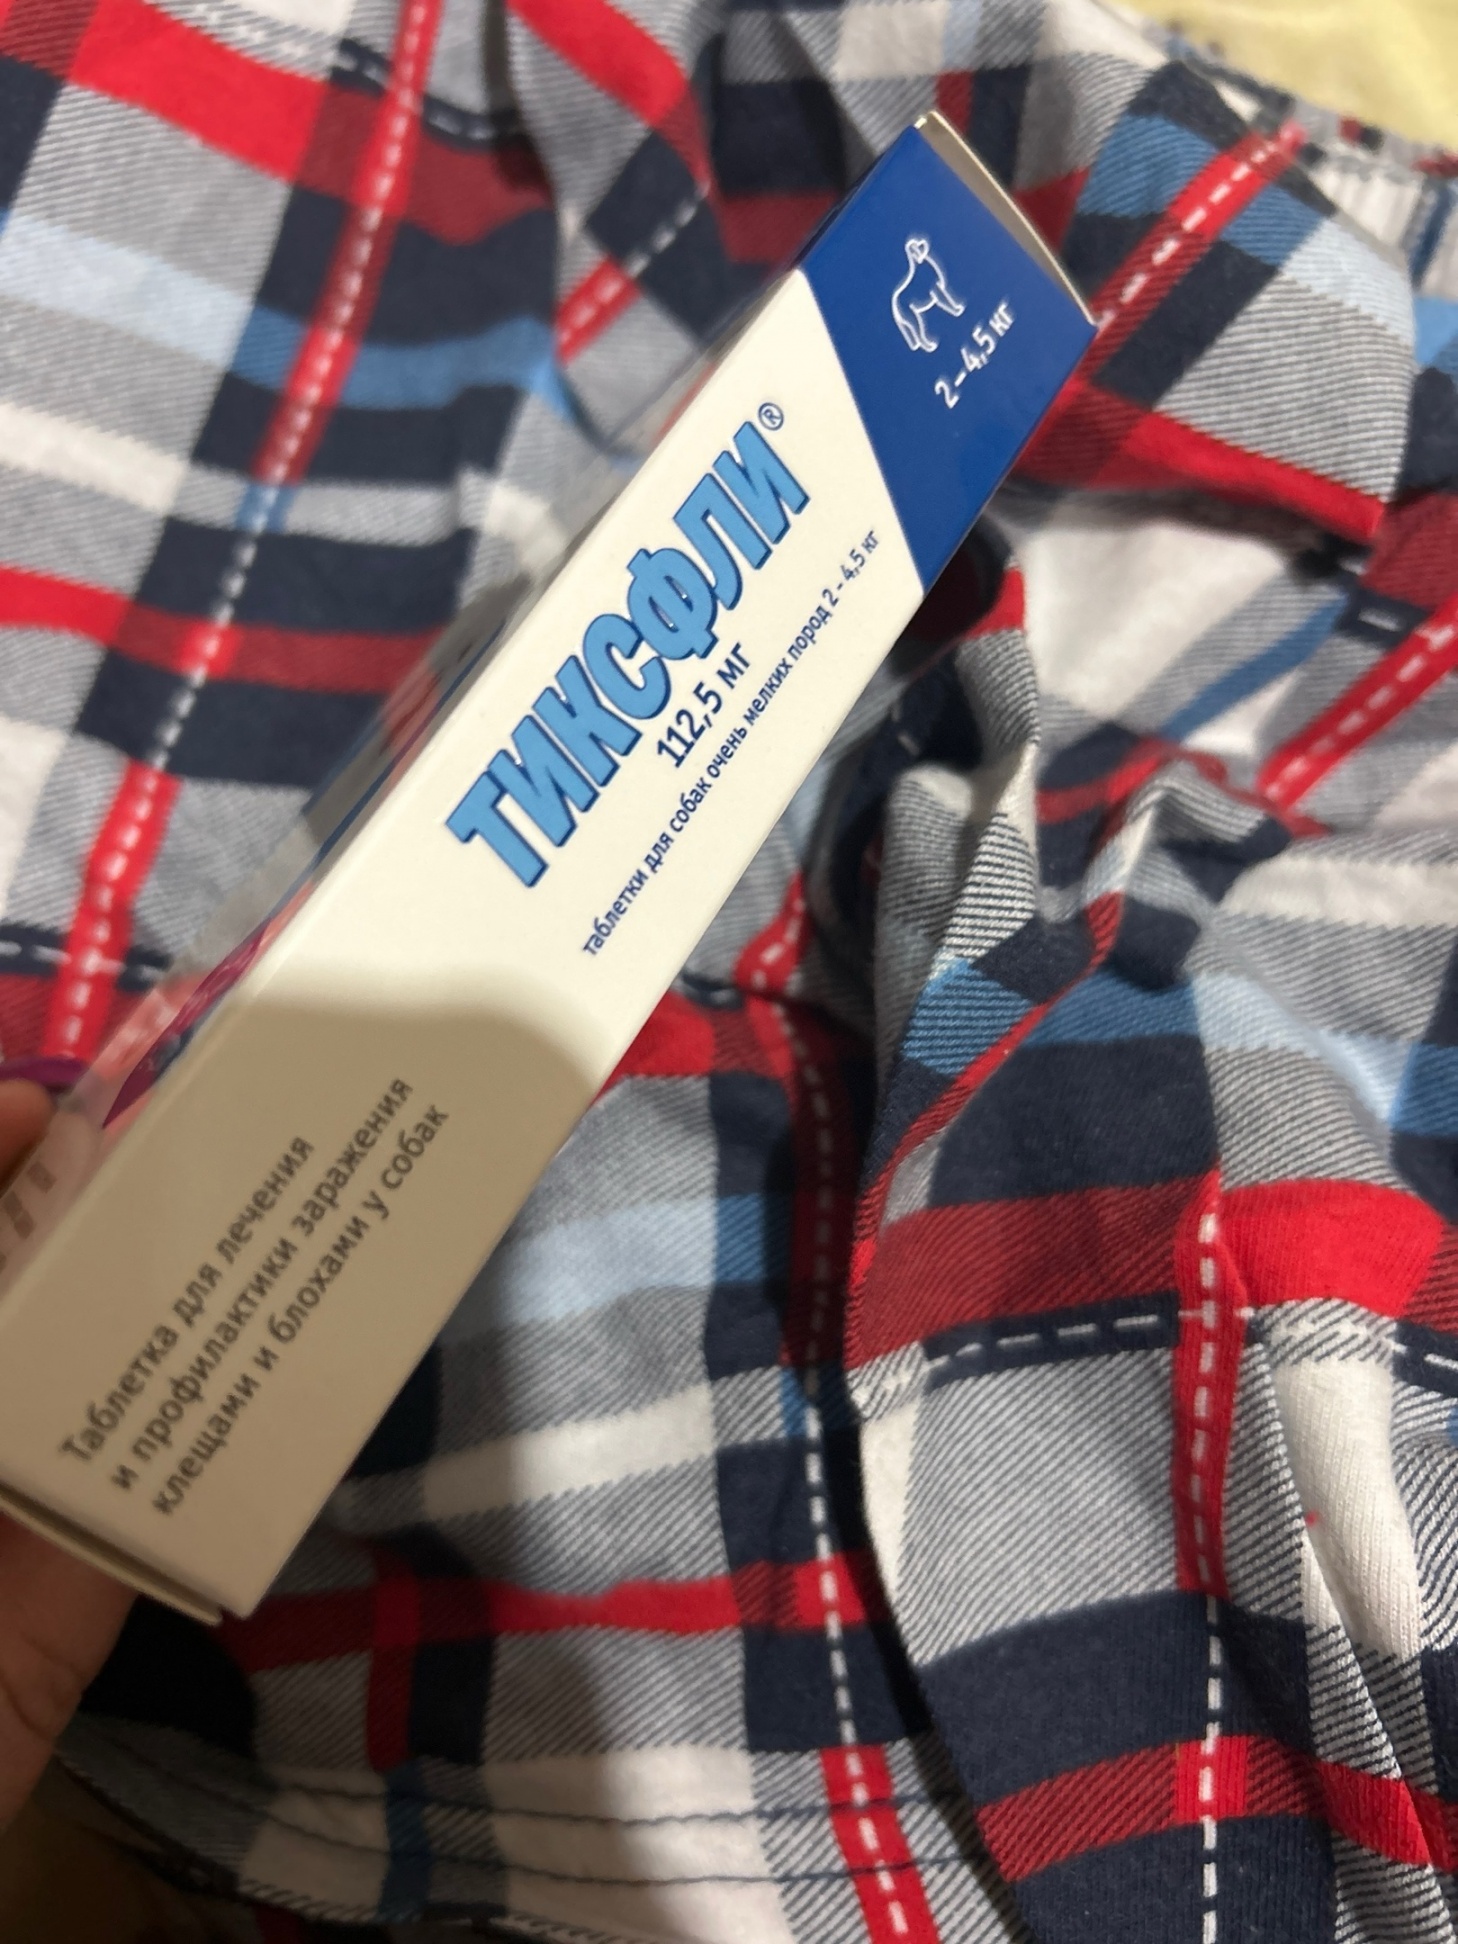 2–4,5 кг
ТИКСФЛИ®
112,5 мг
таблетки для собак очень мелких пород 2 - 4,5 кг
Таблетка для лечения
и профилактики заражения
клещами и блохами у собак